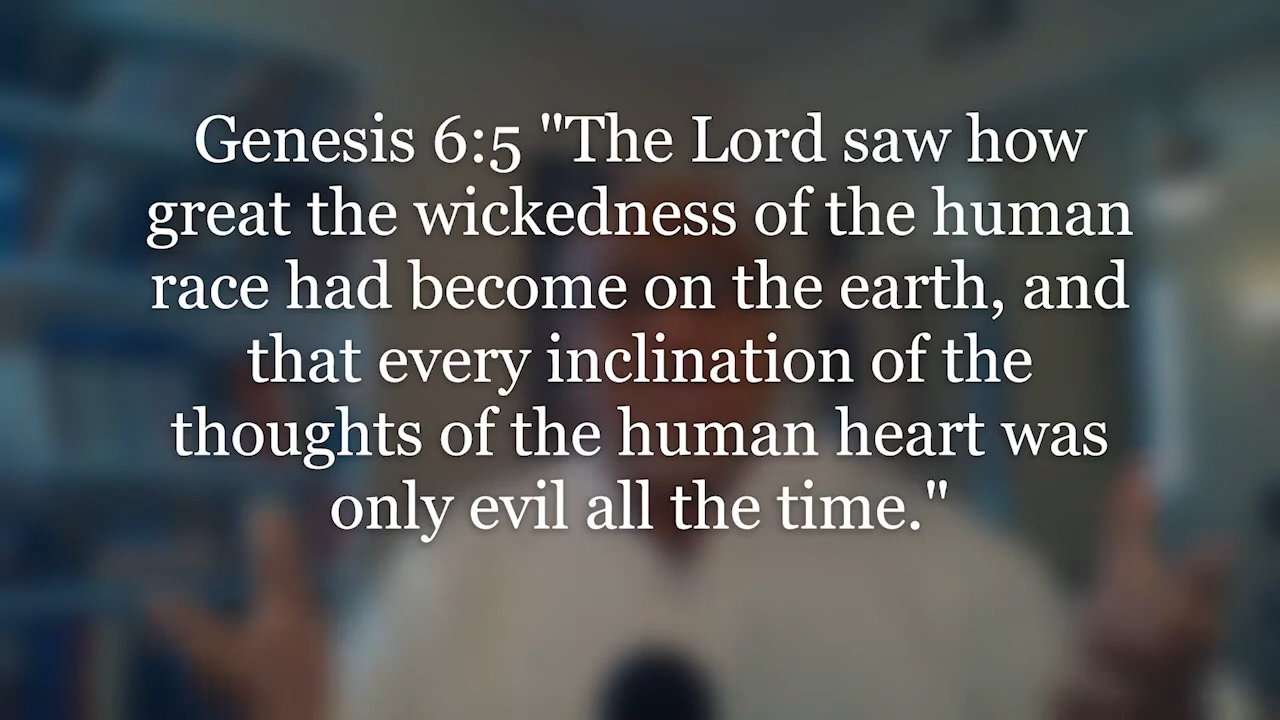 Genesis 6:5 "The Lord saw how
great the wickedness of the human
race had become on the earth, and
that every inclination of the
thoughts of the human heart was
only evil all the time."